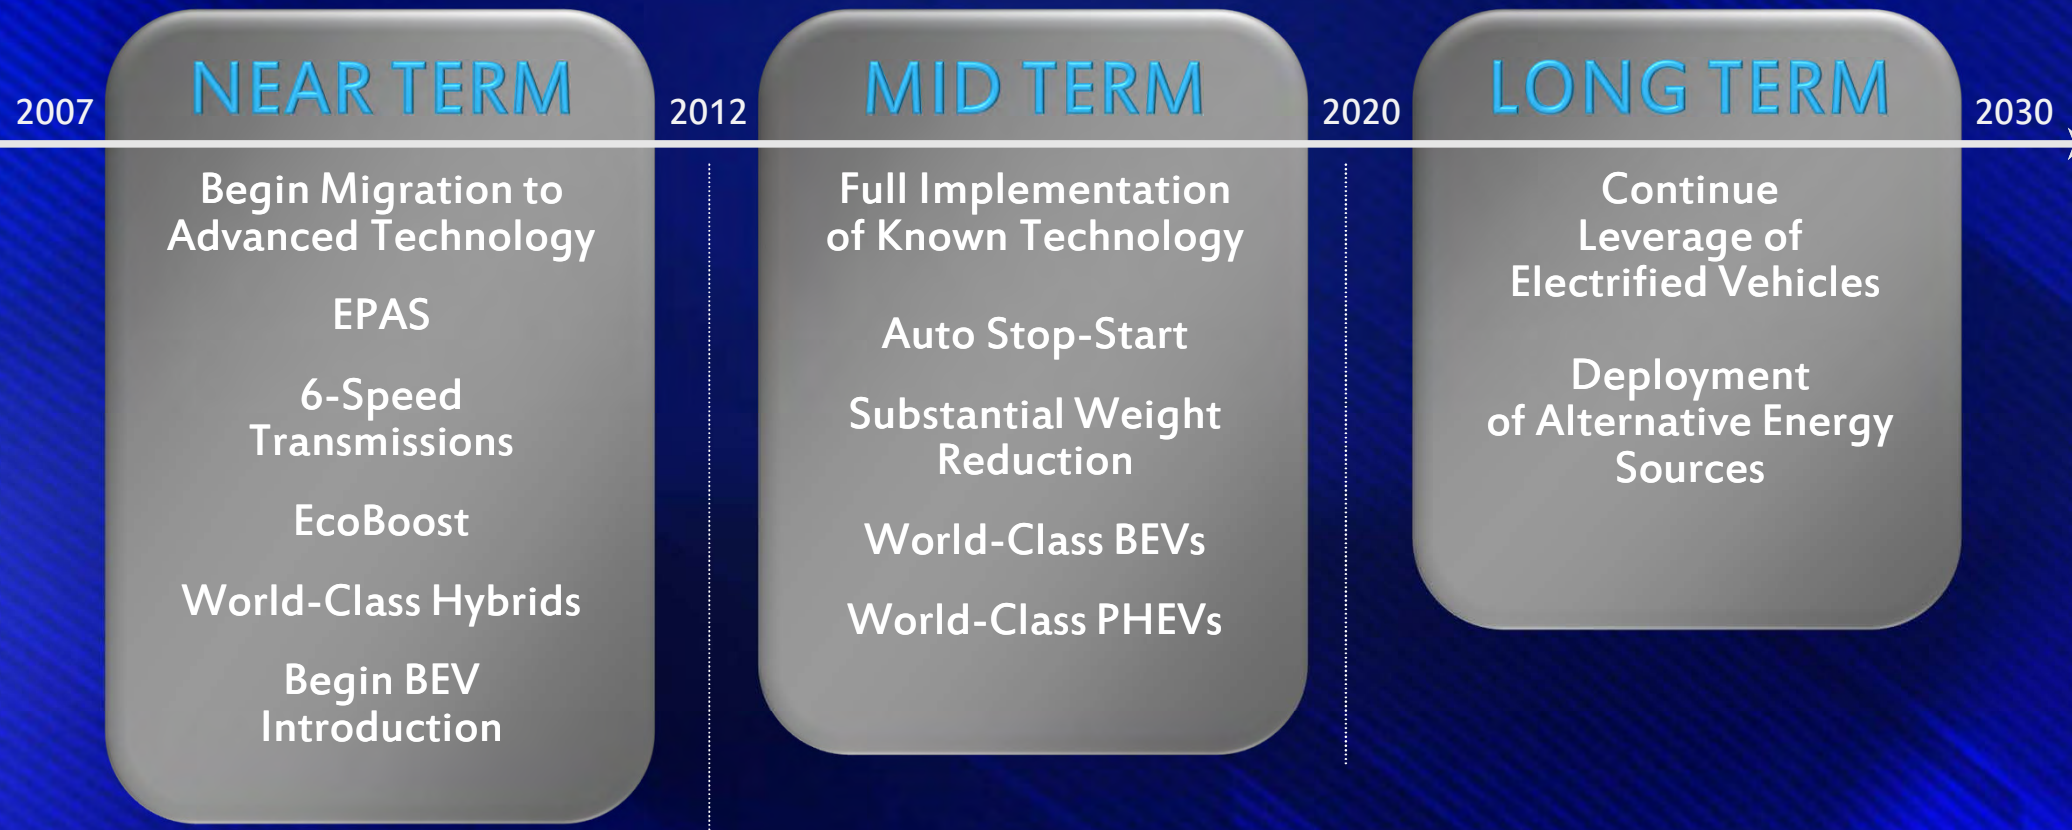 2007
NEAR TERM
2012
MID TERM
2020
LONG TERM
2030
Begin Migration to
Advanced Technology
EPAS
6-Speed
Transmissions
EcoBoost
World-Class Hybrids
Begin BEV
Introduction
Full Implementation
of Known Technology
Auto Stop-Start
Substantial Weight
Reduction
World-Class BEVs
World-Class PHEVs
Continue
Leverage of
Electrified Vehicles
Deployment
of Alternative Energy
Sources